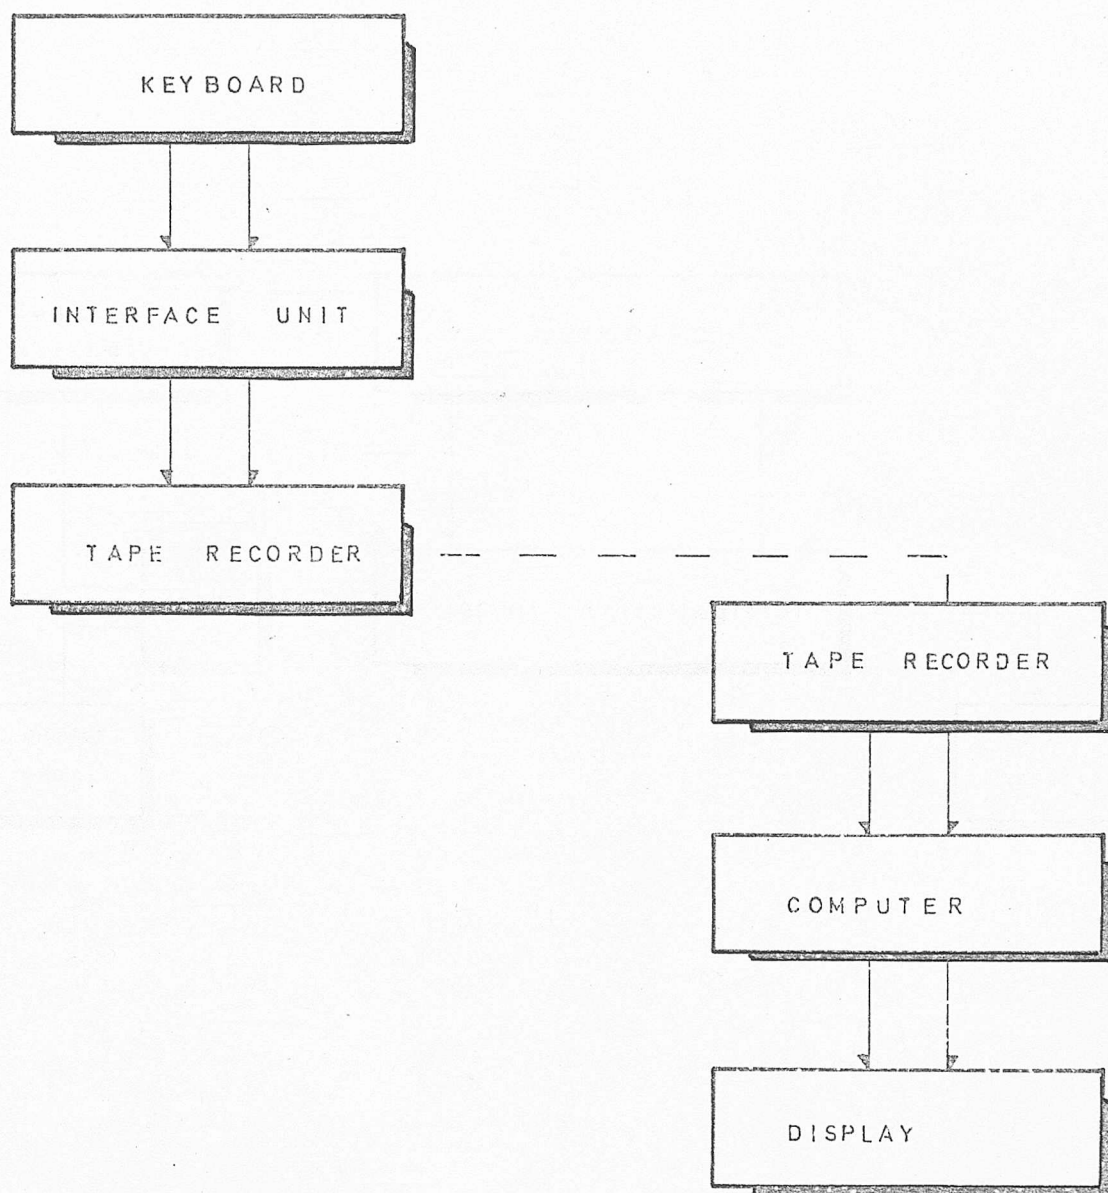 KEYBOARD
INTERFACE UNIT
TAPE RECORDER
TAPE RECORDER
COMPUTER
DISPLAY